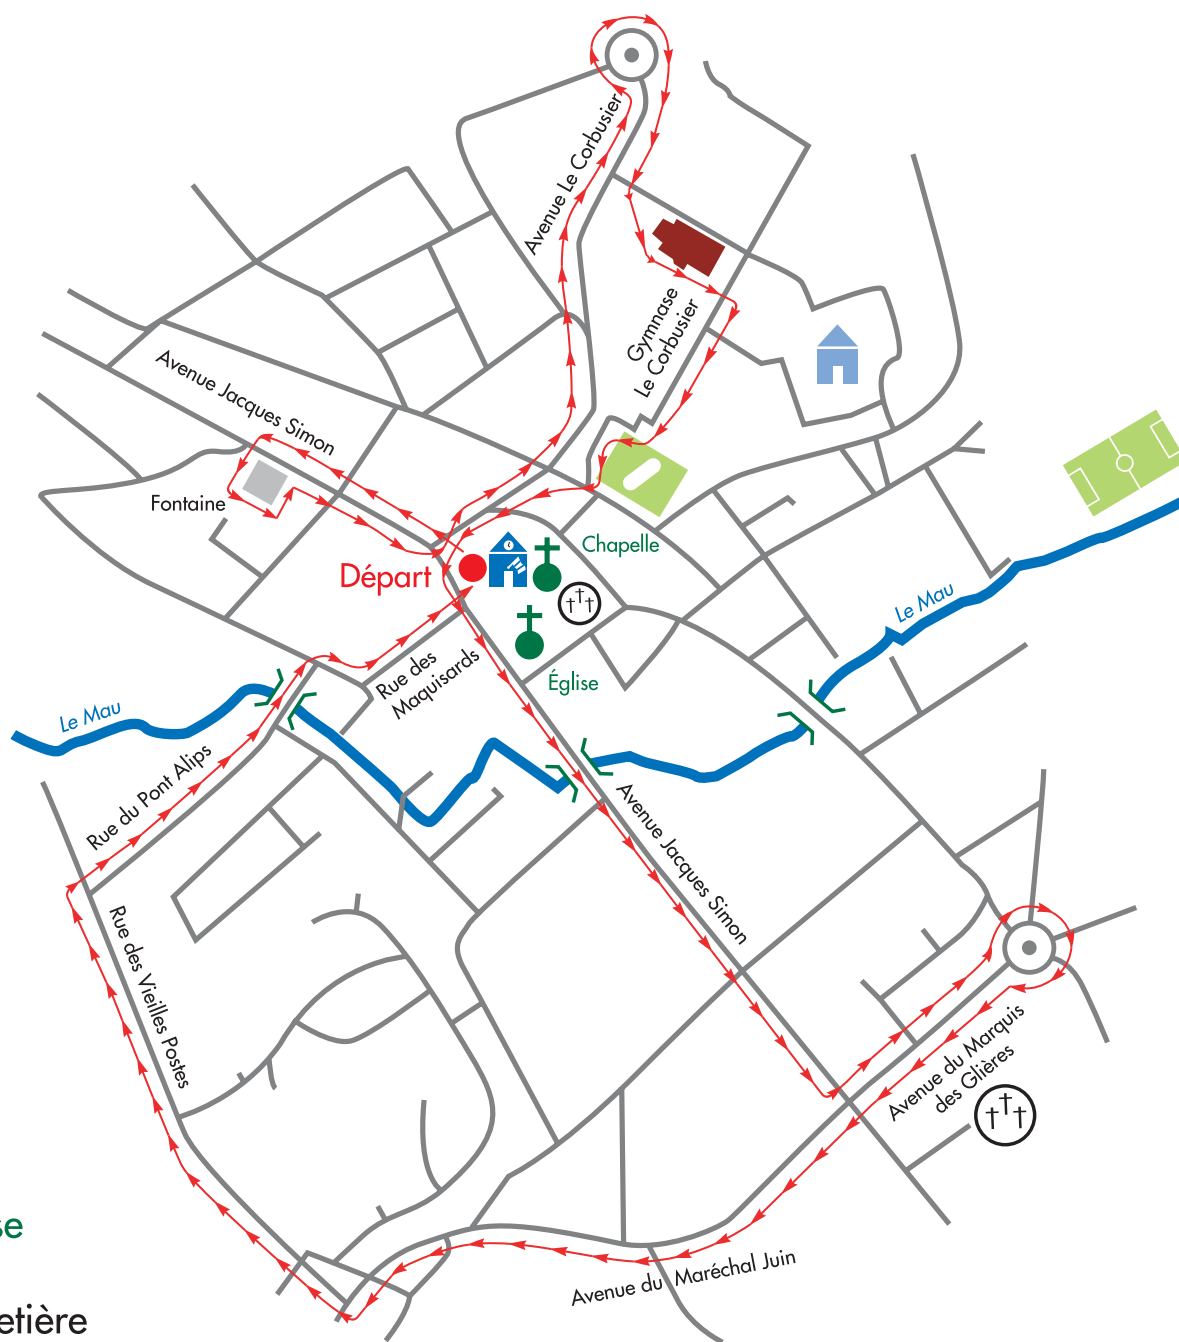 Avenue Le Corbusier
Gymnase
Le Corbusier
Avenue Jacques Simon
Fontaine
Chapelle
Départ
Le Mau
Église
Rue des
Maquisards
Le Mau
Rue du Pont Alips
Avenue Jacques Simon
Rue des Vieilles Postes
Avenue du Marquis
des Glières
se
Avenue du Maréchal Juin
etière